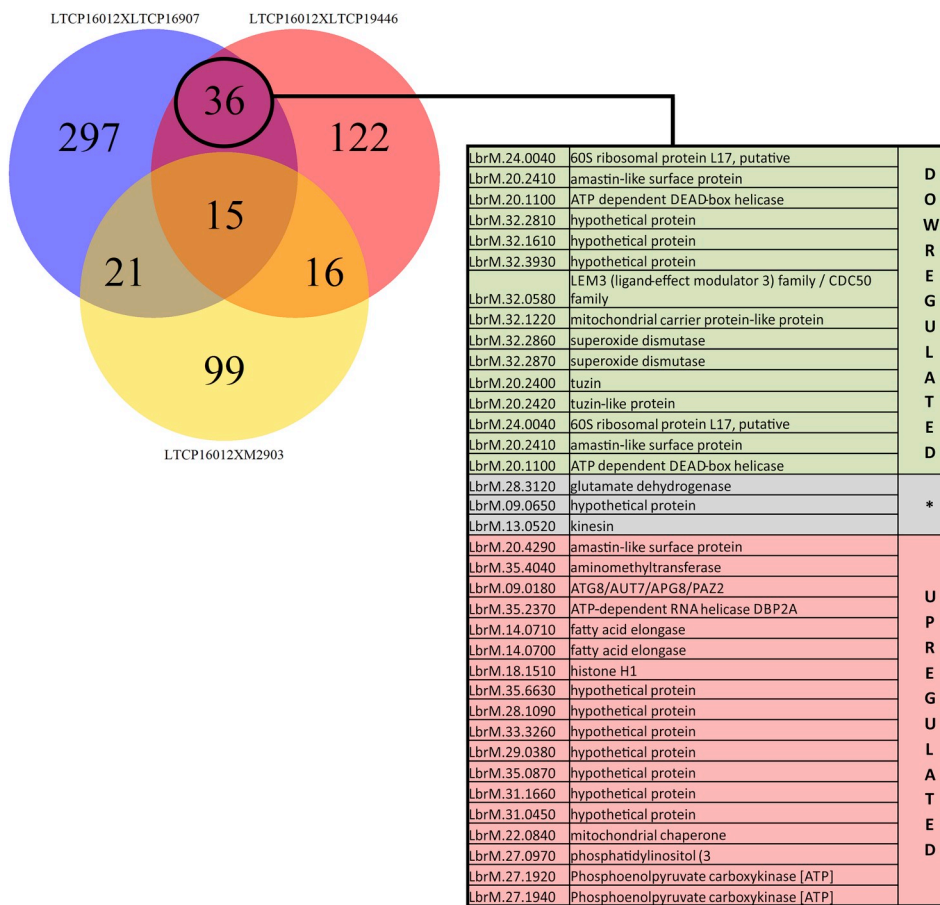 LTCP16012XLTCP16907 LTCP16012XLTCP19446
36
297 122
15
21 16
99
LTCP16012XM2903
LbrM.24.0040 60S ribosomal protein L17, putative
LbrM.20.2410 amastin-like surface protein
LbrM.20.1100 ATP dependent DEAD-box helicase
LbrM.32.2810 hypothetical protein
LbrM.32.1610 hypothetical protein
LbrM.32.3930 hypothetical protein
LbrM.32.0580 LEM3 (ligand-effect modulator 3) family / CDC50
family
LbrM.32.1220 mitochondrial carrier protein-like protein
LbrM.32.2860 superoxide dismutase
LbrM.32.2870 superoxide dismutase
LbrM.20.2400 tuzin
LbrM.20.2420 tuzin-like protein
LbrM.24.0040 60S ribosomal protein L17, putative
LbrM.20.2410 amastin-like surface protein
LbrM.20.1100 ATP dependent DEAD-box helicase
DOWREGULATED
LbrM.28.3120 glutamate dehydrogenase
LbrM.09.0650 hypothetical protein
LbrM.13.0520 kinesin
*
LbrM.20.4290 amastin-like surface protein
LbrM.35.4040 aminomethyltransferase
LbrM.09.0180 ATG8/AUT7/APG8/PAZ2
LbrM.35.2370 ATP-dependent RNA helicase DBP2A
LbrM.14.0710 fatty acid elongase
LbrM.14.0700 fatty acid elongase
LbrM.18.1510 histone H1
LbrM.35.6630 hypothetical protein
LbrM.28.1090 hypothetical protein
LbrM.33.3260 hypothetical protein
LbrM.29.0380 hypothetical protein
LbrM.35.0870 hypothetical protein
LbrM.31.1660 hypothetical protein
LbrM.31.0450 hypothetical protein
LbrM.22.0840 mitochondrial chaperone
LbrM.27.0970 phosphatidylinositol (3
LbrM.27.1920 Phosphoenolpyruvate carboxykinase [ATP]
LbrM.27.1940 Phosphoenolpyruvate carboxykinase [ATP]
UPREGULATED